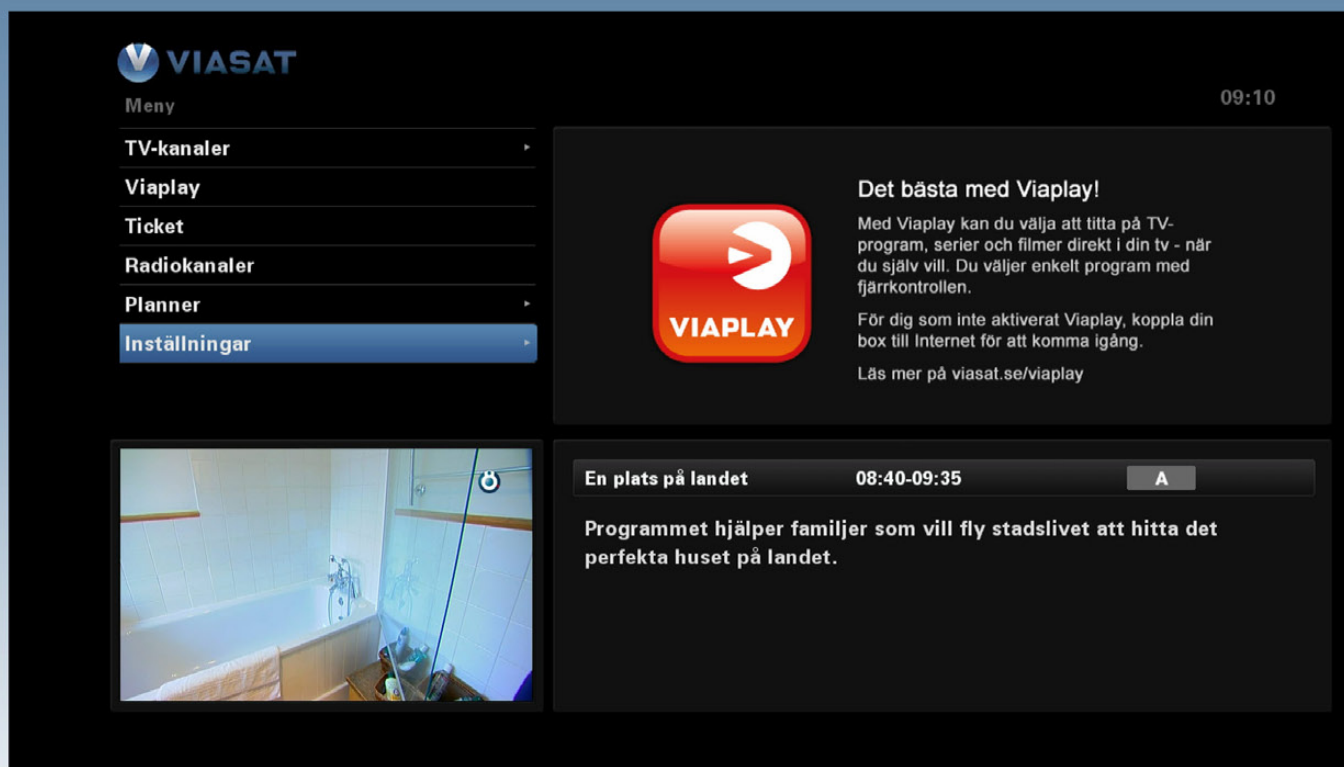 VIASAT
Meny
09:10
TV-kanaler
Viaplay
Ticket
Radiokanaler
Planner
Inställningar
VIAPLAY
Det bästa med Viaplay!
Med Viaplay kan du välja att titta på TV-
program, serier och filmer direkt i din tv - när
du själv vill. Du väljer enkelt program med
fjärrkontrollen.
För dig som inte aktiverat Viaplay, koppla din
box till Internet för att komma igång.
Läs mer på viasat.se/viaplay
En plats på landet 08:40-09:35 A
Programmet hjälper familjer som vill fly stadslivet att hitta det
perfekta huset på landet.